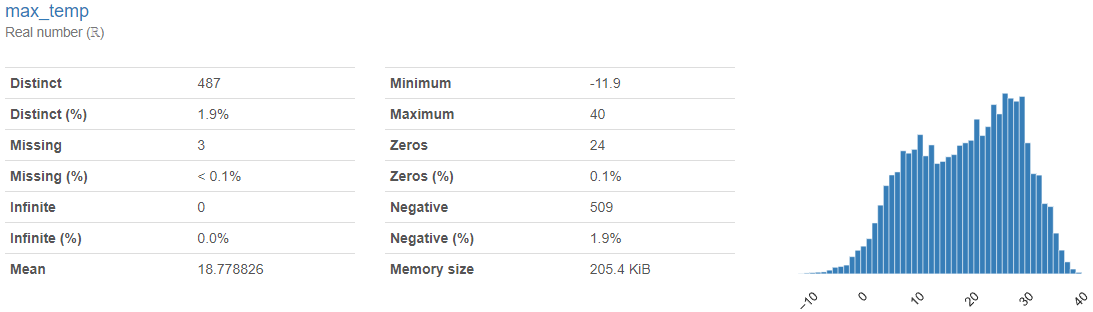 max_temp
Real number (ℝ)
Distinct 487
Distinct (%) 1.9%
Missing 3
Missing (%) < 0.1%
Infinite 0
Infinite (%) 0.0%
Mean 18.778826
Minimum -11.9
Maximum 40
Zeros 24
Zeros (%) 0.1%
Negative 509
Negative (%) 1.9%
Memory size 205.4 KiB
−10 0 10 20 30 40